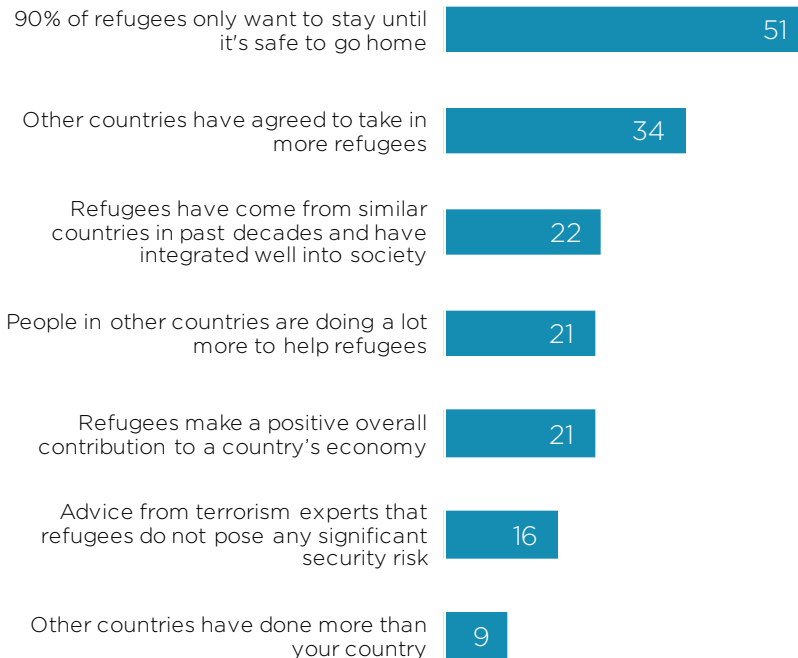 90% of refugees only want to stay until
it's safe to go home
51
Other countries have agreed to take in
more refugees
34
Refugees have come from similar
countries in past decades and have
integrated well into society
22
People in other countries are doing a lot
more to help refugees
21
Refugees make a positive overall
contribution to a country’s economy
21
Advice from terrorism experts that
refugees do not pose any significant
security risk
16
Other countries have done more than
your country
9